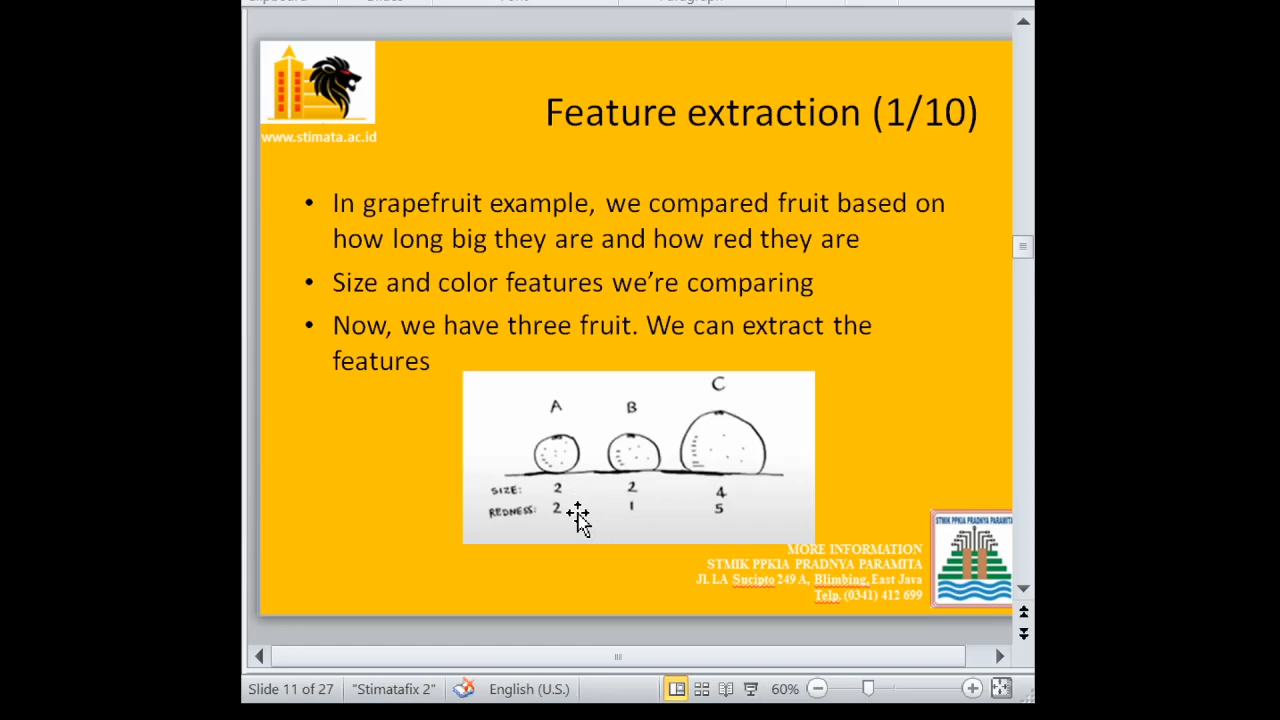 www.stimata.ac.id
Feature extraction (1/10)
• In grapefruit example, we compared fruit based on
how long big they are and how red they are
• Size and color features we’re comparing
• Now, we have three fruit. We can extract the
features
A B C
SIZE: 2 2 4
REDNESS: 2 1 5
MORE INFORMATION
STMIK PPKIA PRADNYA PARAMITA
Jl. LA Sucipto 249 A, Blimbing, East Java
Telp. (0341) 412 699
STMIK PPKIA PRADNYA PARAMITA
Slide 11 of 27 "Stimatafix 2" English (U.S.) 60%